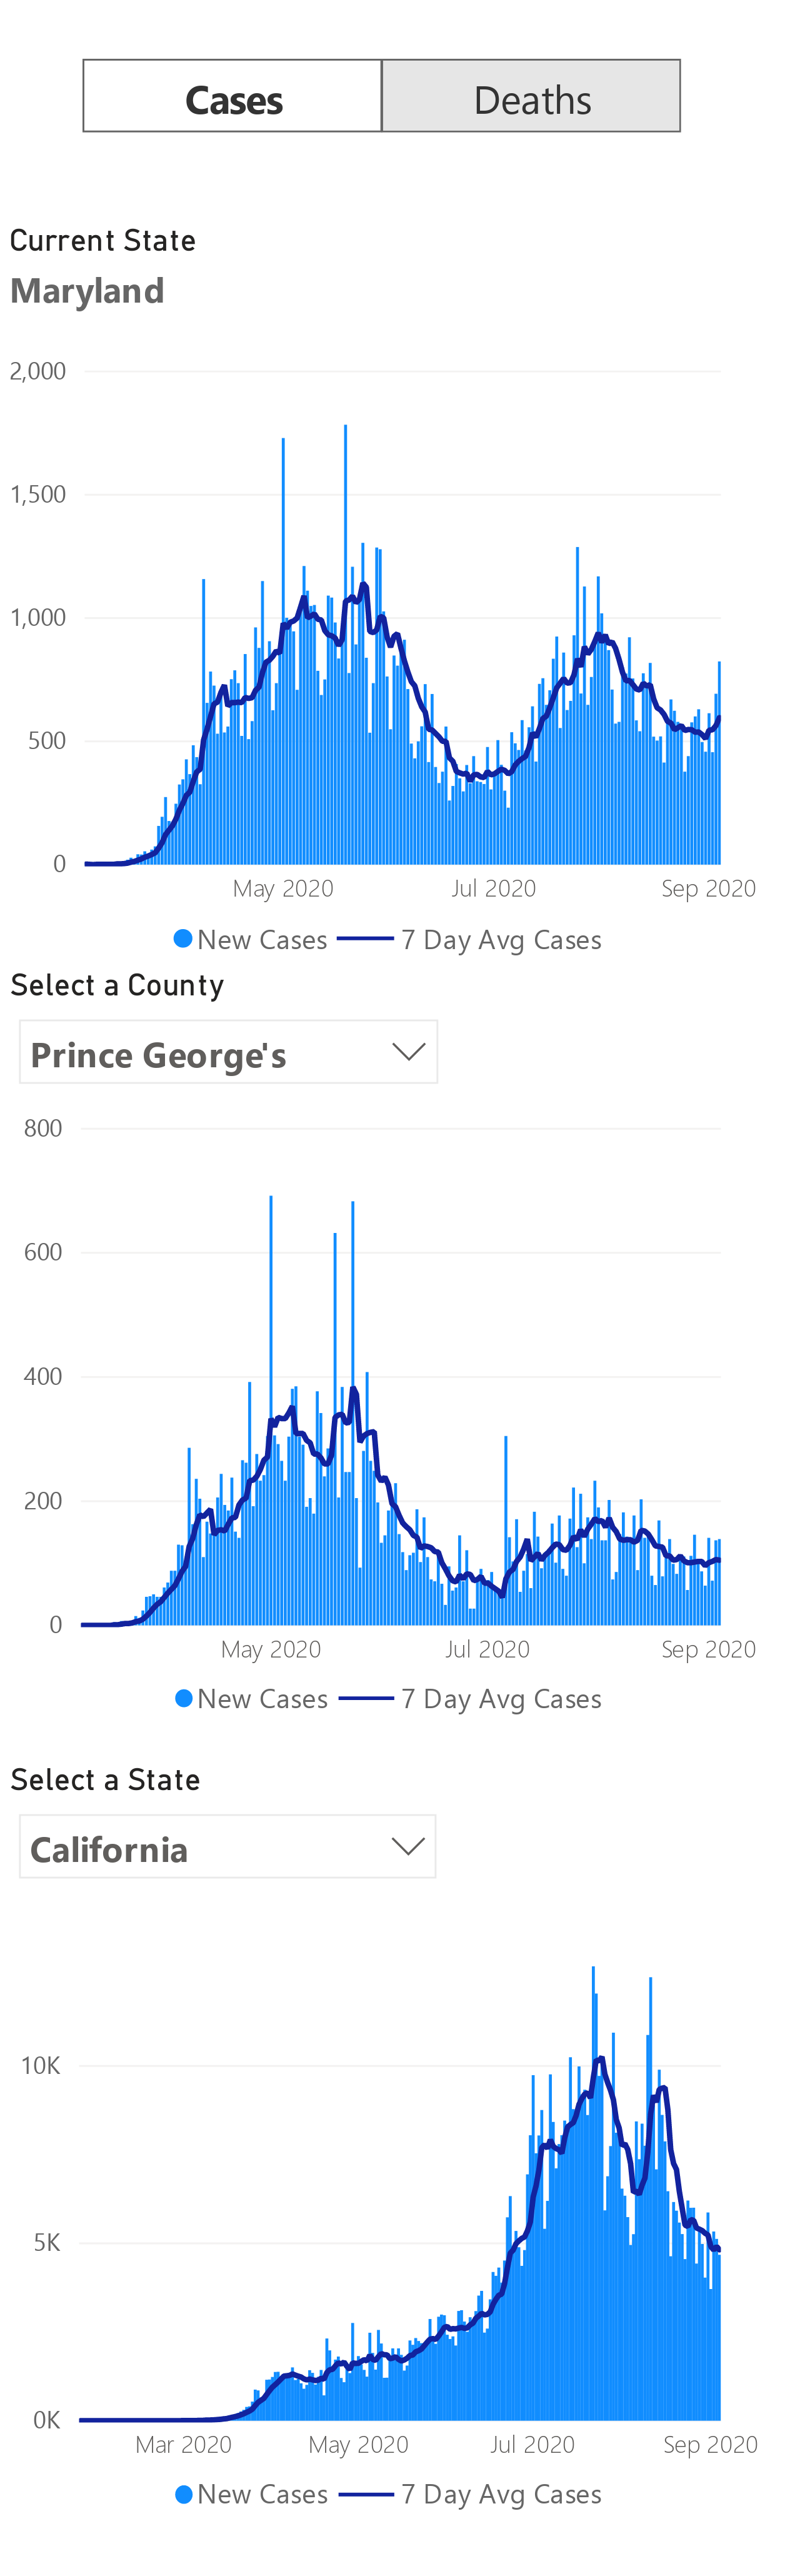 Cases Deaths
Current State
Maryland
2,000
1,500
1,000
500
0
May 2020 Jul 2020 Sep 2020
New Cases 7 Day Avg Cases
Select a County
Prince George's
800
600
400
200
0
May 2020 Jul 2020 Sep 2020
New Cases 7 Day Avg Cases
Select a State
California
10K
5K
0K
Mar 2020 May 2020 Jul 2020 Sep 2020
New Cases 7 Day Avg Cases